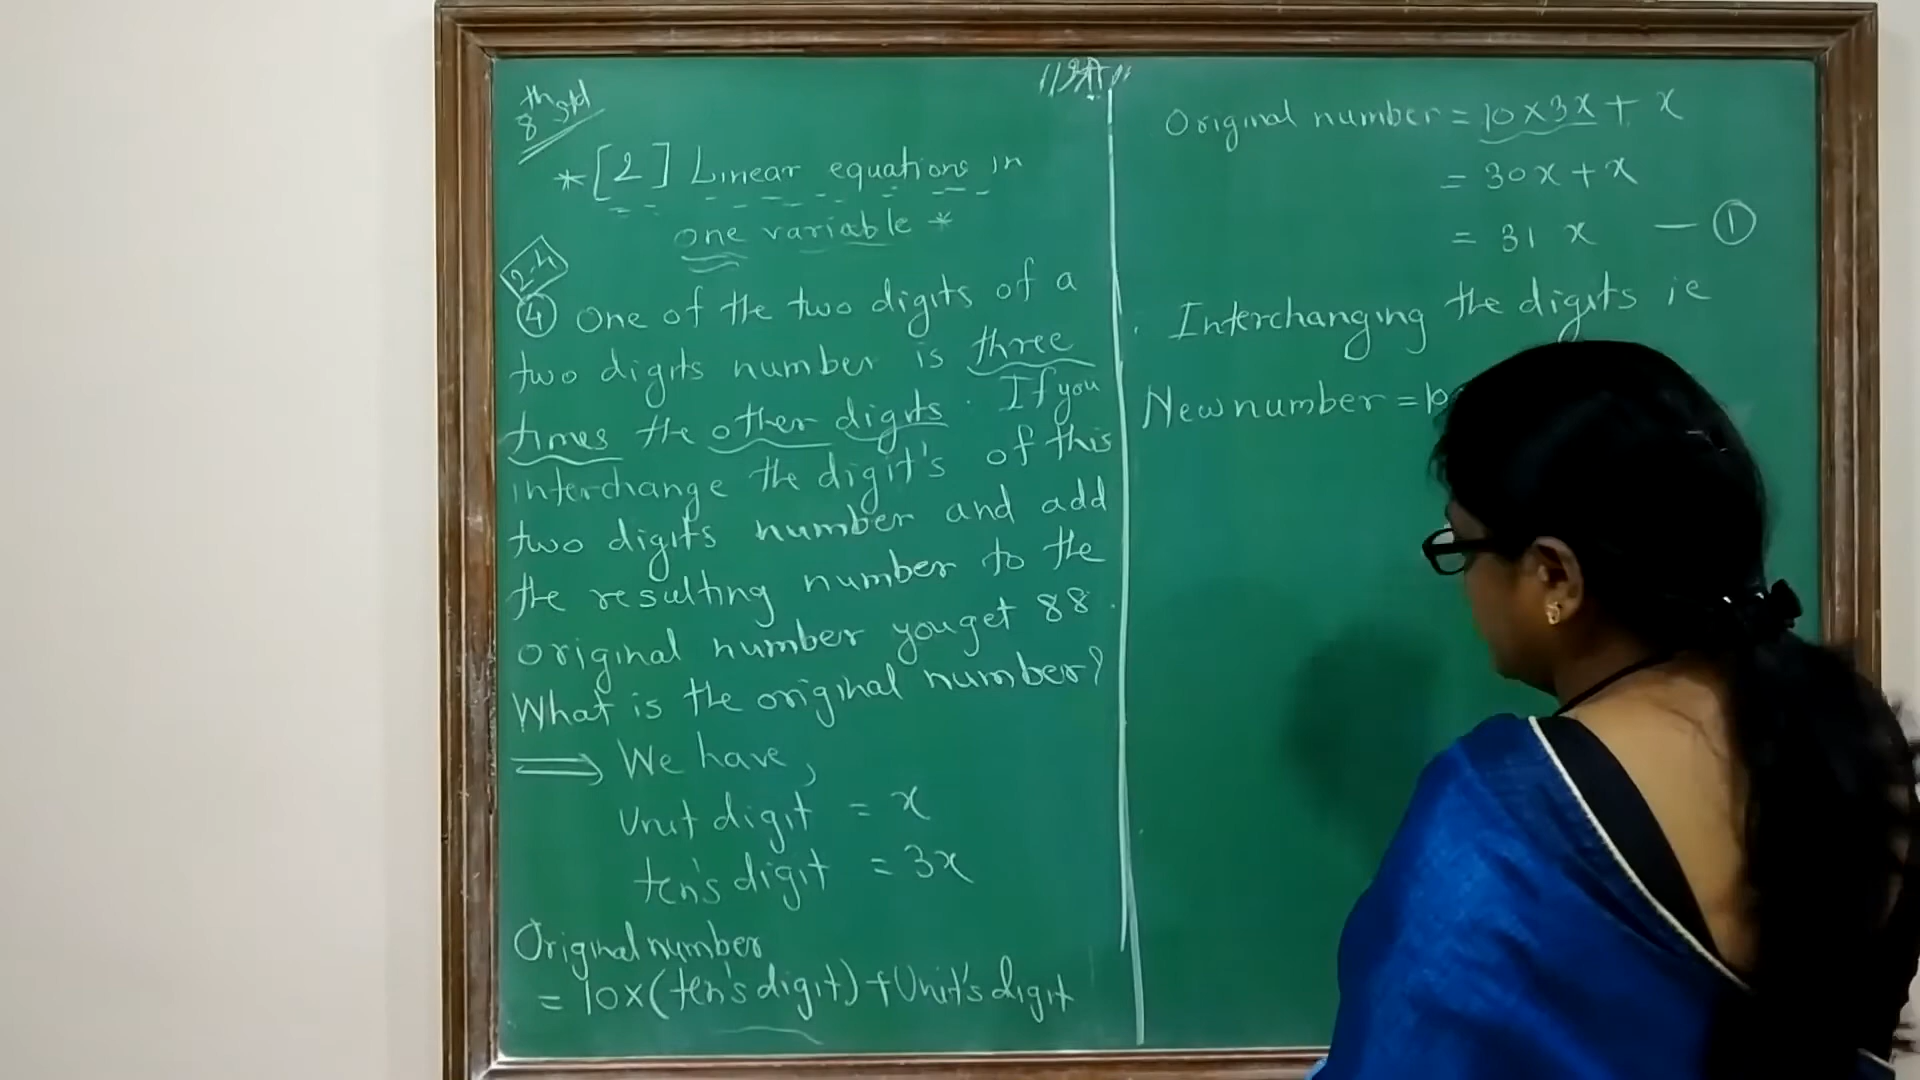 8th std
* [2] Linear equations in
one variable *
2.4
④ One of the two digits of a
two digits number is three
times the other digits. If you
interchange the digit's of this
two digits number and add
the resulting number to the
original number you get 88.
What is the original number?
⟹ We have,
Unit digit = x
ten's digit = 3x
Original number
= 10×(ten's digit) + Unit's digit
Original number = 10×3x + x
= 30x + x
= 31 x — ①
. Interchanging the digits ie
New number = 10